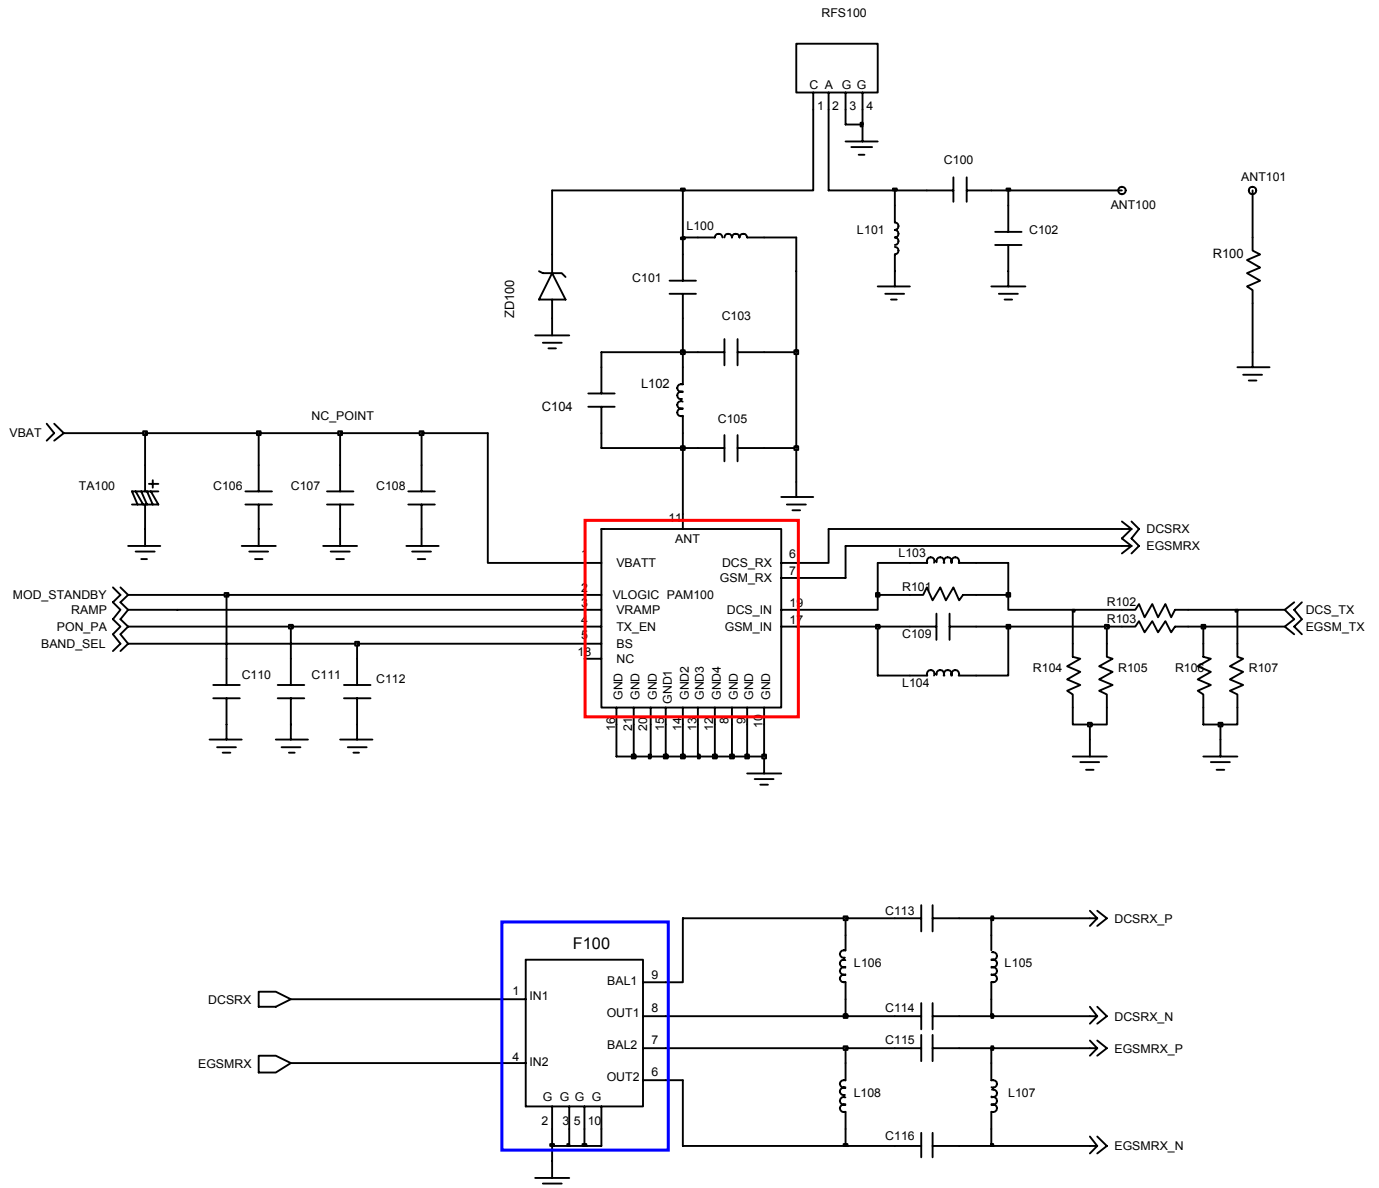 RFS100
C A G G
1 2 3 4
C100
ANT101
ANT100
L100
L101
C102
R100
C101
ZD100
C103
L102
C104
C105
NC_POINT
VBAT
TA100
+
C106
C107
C108
11
ANT
DCSRX
EGSMRX
1
VBATT
DCS_RX
6
GSM_RX
7
L103
MOD_STANDBY
2
VLOGIC
PAM100
R101
RAMP
3
VRAMP
DCS_IN
19
R102
DCS_TX
PON_PA
4
TX_EN
GSM_IN
17
C109
R103
EGSM_TX
BAND_SEL
5
BS
18
NC
L104
R104
R105
R106
R107
C110
C111
C112
GND GND GND GND1 GND2 GND3 GND4 GND GND GND
16 21 20 15 14 13 12 8 9 10
F100
C113
DCSRX_P
BAL1
9
L106
L105
DCSRX
1
IN1
OUT1
8
C114
DCSRX_N
BAL2
7
C115
EGSMRX_P
EGSMRX
4
IN2
OUT2
6
L108
L107
G G G G
2 3 5 10
C116
EGSMRX_N